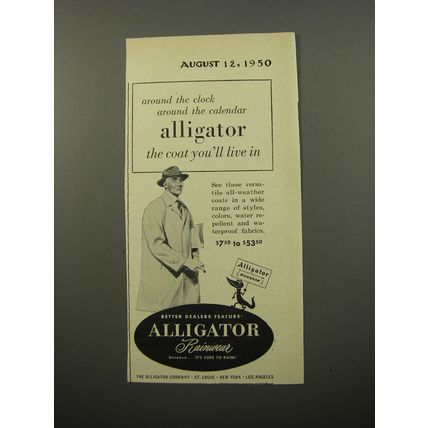 AUGUST 12, 1950
around the clock
around the calendar
alligator
the coat you'll live in
See these versa-
tile all-weather
coats in a wide
range of styles,
colors, water re-
pellent and wa-
terproof fabrics.
$7.50 to $53.50
Alligator
RAINWEAR
BETTER DEALERS FEATURE:
ALLIGATOR
Rainwear
because . . . IT'S SURE TO RAIN!
THE ALLIGATOR COMPANY · ST. LOUIS · NEW YORK · LOS ANGELES